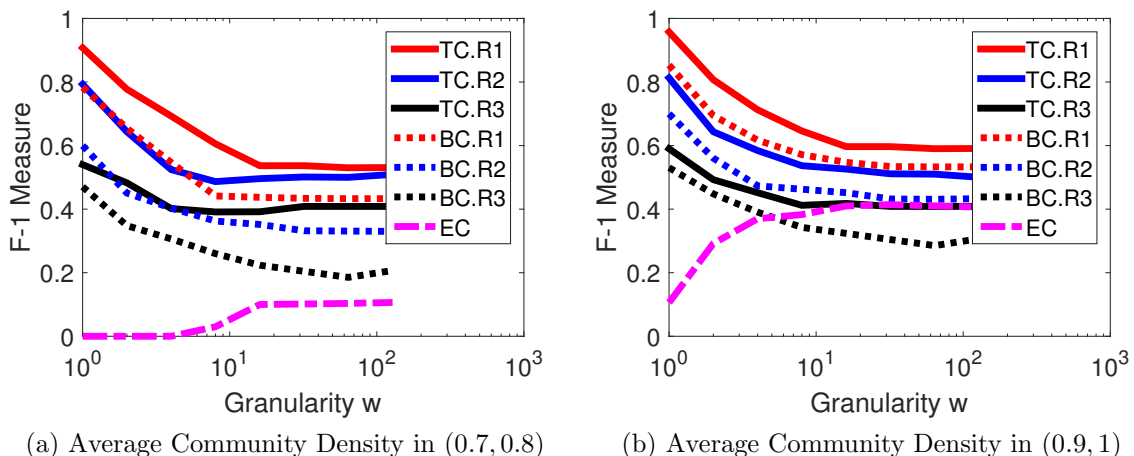 1
0.8
0.6
0.4
0.2
0
F-1 Measure
10^0
10^1
10^2
10^3
Granularity w
TC.R1
TC.R2
TC.R3
BC.R1
BC.R2
BC.R3
EC
(a) Average Community Density in (0.7, 0.8)
1
0.8
0.6
0.4
0.2
0
F-1 Measure
10^0
10^1
10^2
10^3
Granularity w
TC.R1
TC.R2
TC.R3
BC.R1
BC.R2
BC.R3
EC
(b) Average Community Density in (0.9, 1)